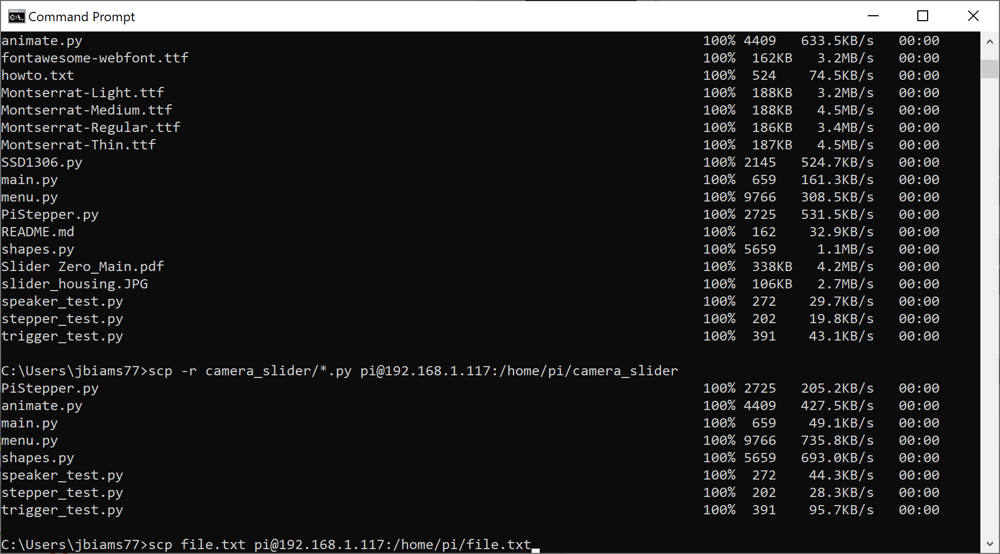 Command Prompt
animate.py 100% 4409 633.5KB/s 00:00
fontawesome-webfont.ttf 100% 162KB 3.2MB/s 00:00
howto.txt 100% 524 74.5KB/s 00:00
Montserrat-Light.ttf 100% 188KB 3.2MB/s 00:00
Montserrat-Medium.ttf 100% 188KB 4.5MB/s 00:00
Montserrat-Regular.ttf 100% 186KB 3.4MB/s 00:00
Montserrat-Thin.ttf 100% 187KB 4.5MB/s 00:00
SSD1306.py 100% 2145 524.7KB/s 00:00
main.py 100% 659 161.3KB/s 00:00
menu.py 100% 9766 308.5KB/s 00:00
PiStepper.py 100% 2725 531.5KB/s 00:00
README.md 100% 162 32.9KB/s 00:00
shapes.py 100% 5659 1.1MB/s 00:00
Slider Zero_Main.pdf 100% 338KB 4.2MB/s 00:00
slider_housing.JPG 100% 106KB 2.7MB/s 00:00
speaker_test.py 100% 272 29.7KB/s 00:00
stepper_test.py 100% 202 19.8KB/s 00:00
trigger_test.py 100% 391 43.1KB/s 00:00
C:\Users\jbiams77>scp -r camera_slider/*.py pi@192.168.1.117:/home/pi/camera_slider
PiStepper.py 100% 2725 205.2KB/s 00:00
animate.py 100% 4409 427.5KB/s 00:00
main.py 100% 659 49.1KB/s 00:00
menu.py 100% 9766 735.8KB/s 00:00
shapes.py 100% 5659 693.0KB/s 00:00
speaker_test.py 100% 272 44.3KB/s 00:00
stepper_test.py 100% 202 28.3KB/s 00:00
trigger_test.py 100% 391 95.7KB/s 00:00
C:\Users\jbiams77>scp file.txt pi@192.168.1.117:/home/pi/file.txt